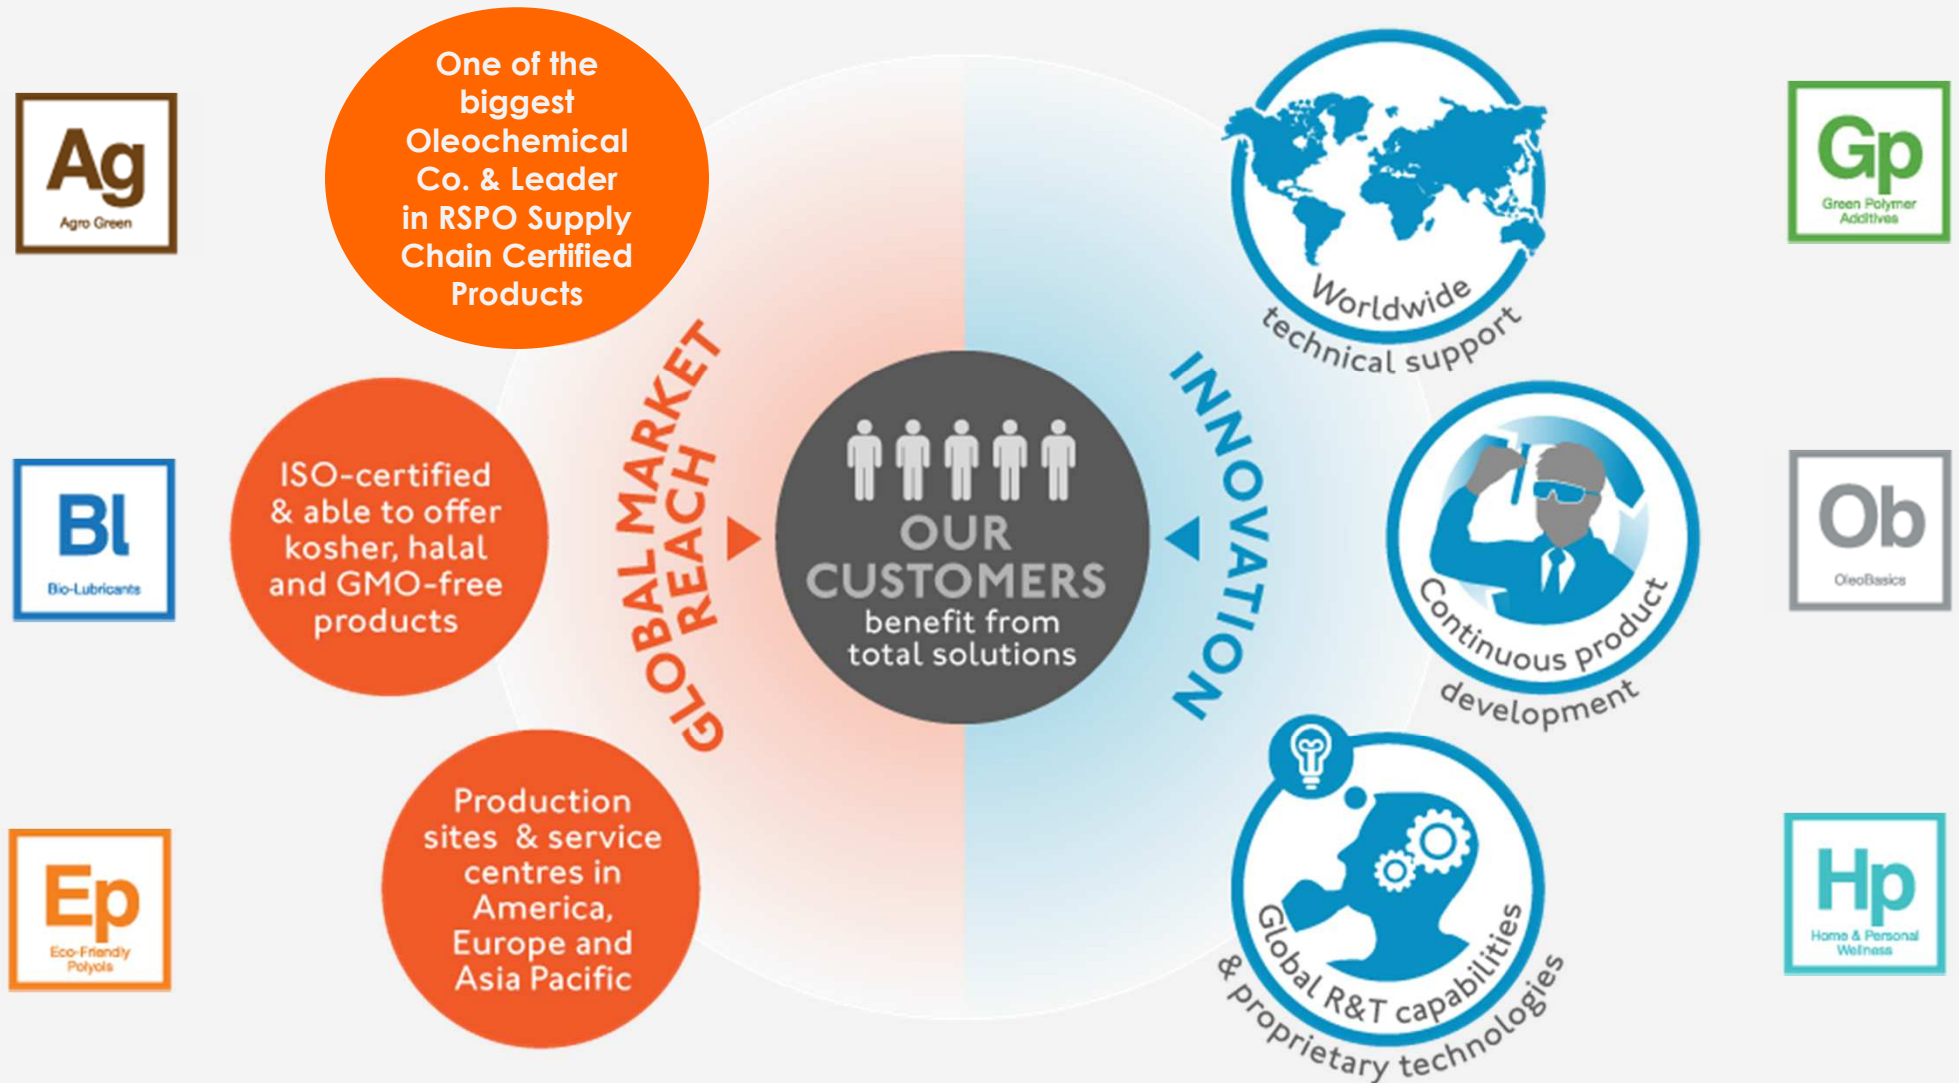 Ag
Agro Green
Bl
Bio-Lubricants
Ep
Eco-Friendly
Polyols
One of the
biggest
Oleochemical
Co. & Leader
in RSPO Supply
Chain Certified
Products
ISO-certified
& able to offer
kosher, halal
and GMO-free
products
Production
sites & service
centres in
America,
Europe and
Asia Pacific
GLOBAL MARKET
REACH
OUR
CUSTOMERS
benefit from
total solutions
INNOVATION
Worldwide
technical support
Continuous product
development
Global R&T capabilities
& proprietary technologies
Gp
Green Polymer
Additives
Ob
OleoBasics
Hp
Home & Personal
Wellness